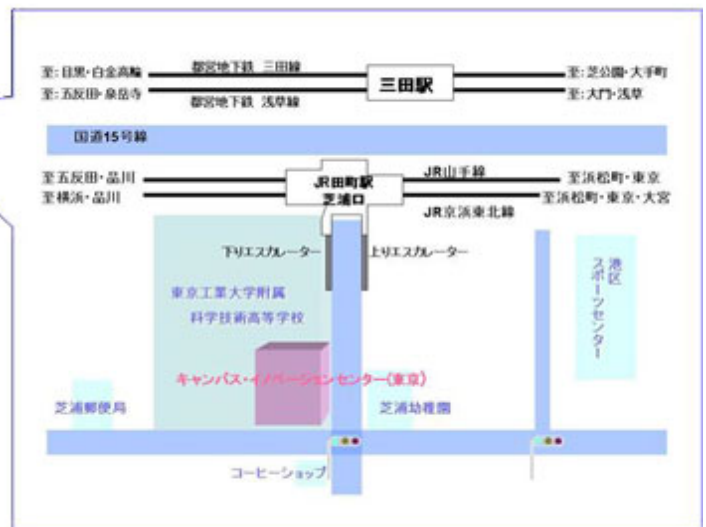 都営地下鉄 三田線
至:目黒・白金高輪
三田駅
至:芝公園・大手町
至:五反田・泉岳寺
都営地下鉄 浅草線
至:大門・浅草
国道15号線
至五反田・品川
JR田町駅
芝浦口
JR山手線
至浜松町・東京
至横浜・品川
至浜松町・東京・大宮
JR京浜東北線
下りエスカレーター
上りエスカレーター
港区
スポーツセンター
東京工業大学附属
科学技術高等学校
キャンパス・イノベーションセンター(東京)
芝浦郵便局
芝浦幼稚園
コーヒーショップ